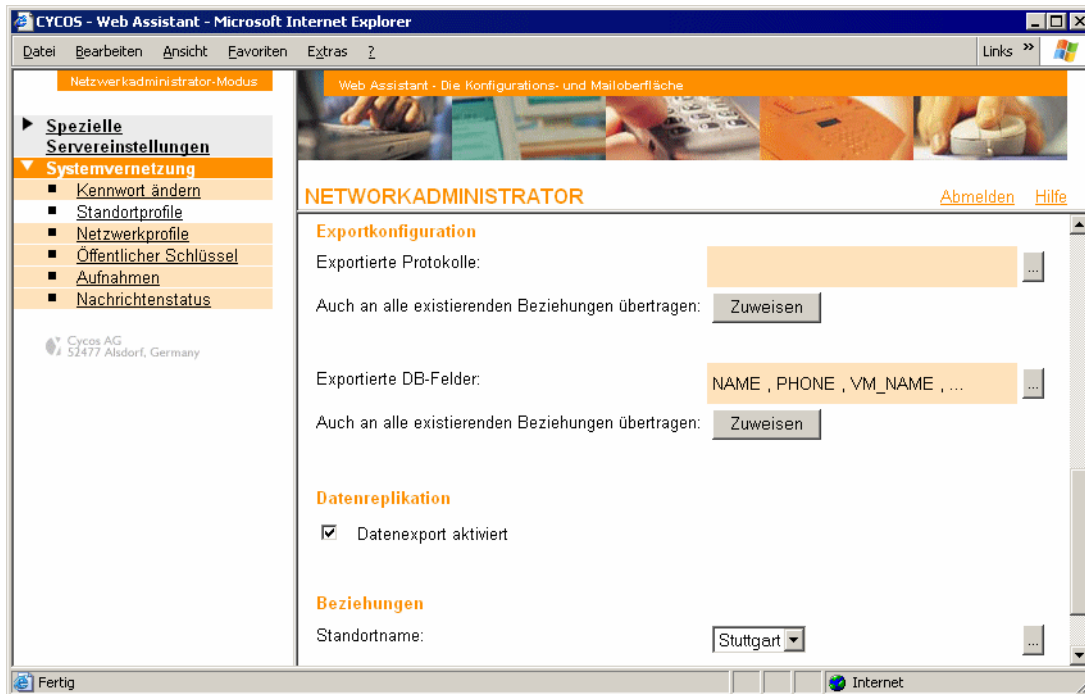 CYCOS - Web Assistant - Microsoft Internet Explorer
Datei Bearbeiten Ansicht Favoriten Extras ? Links »
Netzwerkadministrator-Modus
Spezielle
Servereinstellungen
Systemvernetzung
Kennwort ändern
Standortprofile
Netzwerkprofile
Öffentlicher Schlüssel
Aufnahmen
Nachrichtenstatus
Cycos AG
52477 Alsdorf, Germany
Web Assistant - Die Konfigurations- und Mailoberfläche
NETWORKADMINISTRATOR Abmelden Hilfe
Exportkonfiguration
Exportierte Protokolle: ...
Auch an alle existierenden Beziehungen übertragen: Zuweisen
Exportierte DB-Felder: NAME , PHONE , VM_NAME , ... ...
Auch an alle existierenden Beziehungen übertragen: Zuweisen
Datenreplikation
Datenexport aktiviert
Beziehungen
Standortname: Stuttgart ...
Fertig Internet